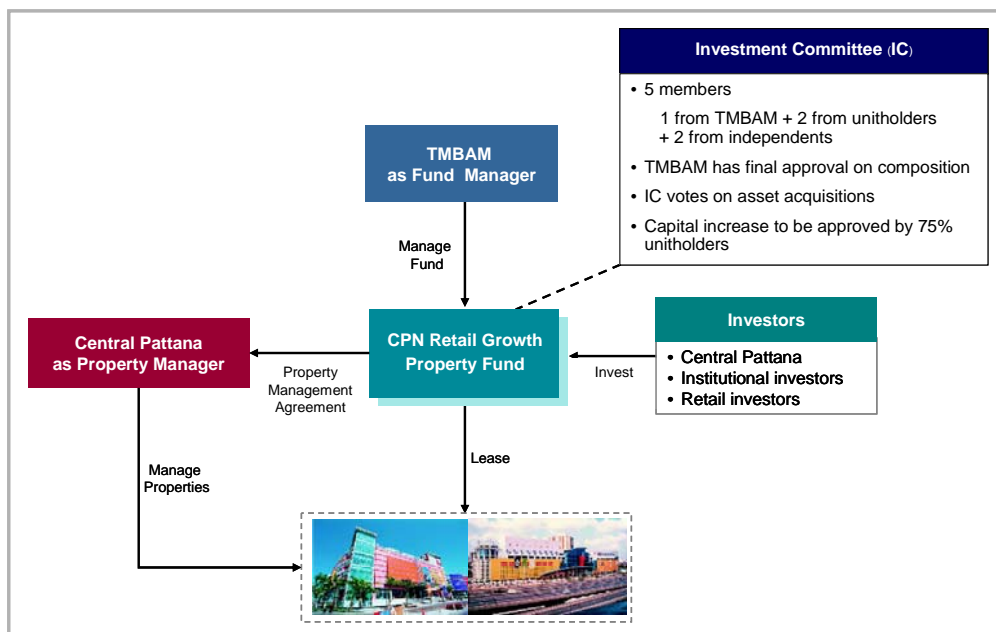 Investment Committee (IC)
• 5 members
1 from TMBAM + 2 from unitholders
+ 2 from independents
• TMBAM has final approval on composition
• IC votes on asset acquisitions
• Capital increase to be approved by 75%
unitholders
TMBAM
as Fund Manager
Manage
Fund
Central Pattana
as Property Manager
Property
Management
Agreement
CPN Retail Growth
Property Fund
Invest
Investors
• Central Pattana
• Institutional investors
• Retail investors
Manage
Properties
Lease